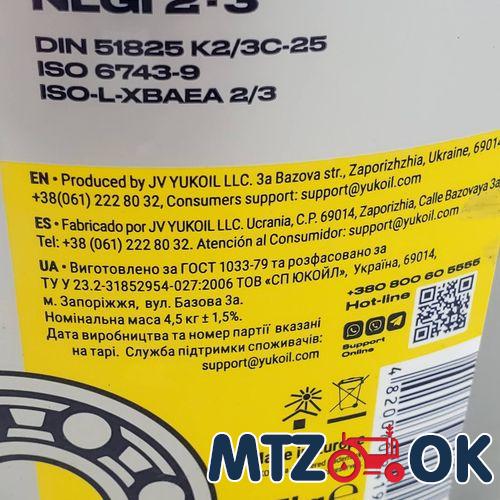 NLGI 2·3
DIN 51825 K2/3C-25
ISO 6743-9
ISO-L-XBAEA 2/3
EN • Produced by JV YUKOIL LLC. 3a Bazova str., Zaporizhzhia, Ukraine, 69014
+38(061) 222 80 32, Consumers support: support@yukoil.com
ES • Fabricado por JV YUKOIL LLC. Ucrania, C.P. 69014, Zaporizhia, Calle Bazovaya 3a
Tel: +38 (061) 222 80 32. Atención al Consumidor: support@yukoil.com
UA • Виготовлено за ГОСТ 1033-79 та розфасовано за
ТУ У 23.2-31852954-027:2006 ТОВ «СП ЮКОЙЛ», Україна, 69014,
м. Запоріжжя, вул. Базова 3а.
Номінальна маса 4,5 кг ± 1,5%.
Дата виробництва та номер партії вказані
на тарі. Служба підтримки споживачів:
support@yukoil.com
+380 800 60 5555
Hot-line
Support
Online
Made in Europe
MTZ OK